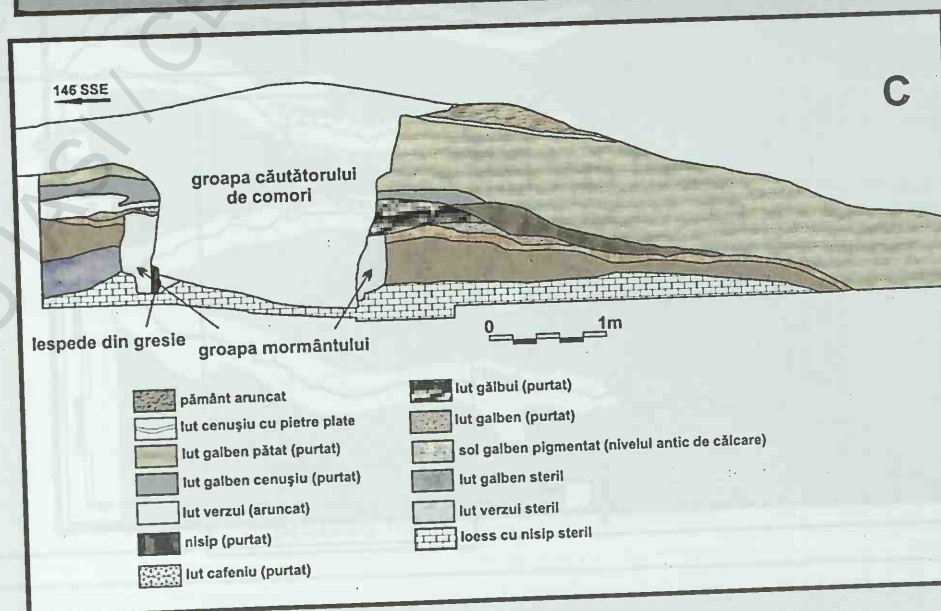 146 SSE
C
groapa căutătorului
de comori
0 1m
lespede din gresie
groapa mormântului
pământ aruncat
lut cenușiu cu pietre plate
lut galben pătat (purtat)
lut galben cenușiu (purtat)
lut verzui (aruncat)
nisip (purtat)
lut cafeniu (purtat)
lut gălbui (purtat)
lut galben (purtat)
sol galben pigmentat (nivelul antic de călcare)
lut galben steril
lut verzui steril
loess cu nisip steril